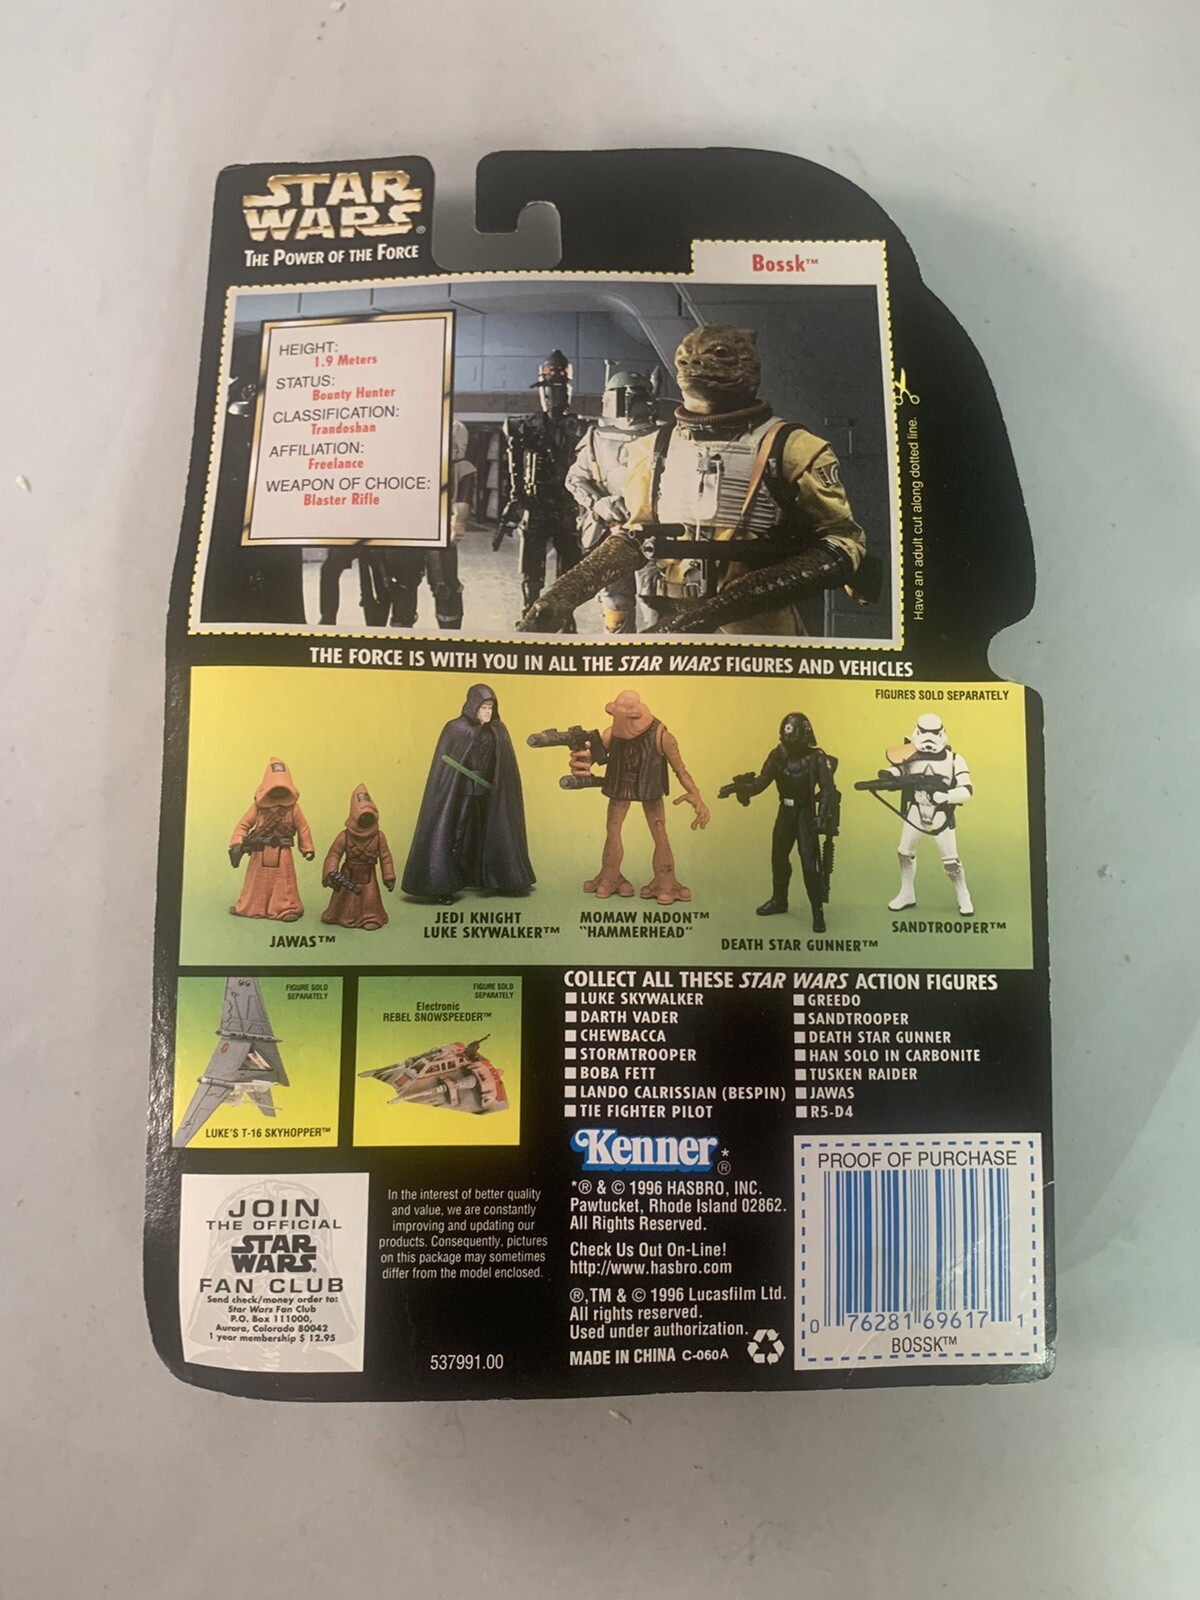 STAR
WARS®
THE POWER OF THE FORCE
Bossk™
HEIGHT:
1.9 Meters
STATUS:
Bounty Hunter
CLASSIFICATION:
Trandoshan
AFFILIATION:
Freelance
WEAPON OF CHOICE:
Blaster Rifle
Have an adult cut along dotted line.
THE FORCE IS WITH YOU IN ALL THE STAR WARS FIGURES AND VEHICLES
FIGURES SOLD SEPARATELY
JAWAS™
JEDI KNIGHT
LUKE SKYWALKER™
MOMAW NADON™
"HAMMERHEAD"
DEATH STAR GUNNER™
SANDTROOPER™
FIGURE SOLD
SEPARATELY
LUKE'S T-16 SKYHOPPER™
FIGURE SOLD
SEPARATELY
Electronic
REBEL SNOWSPEEDER™
COLLECT ALL THESE STAR WARS ACTION FIGURES
LUKE SKYWALKER
DARTH VADER
CHEWBACCA
STORMTROOPER
BOBA FETT
LANDO CALRISSIAN (BESPIN)
TIE FIGHTER PILOT
GREEDO
SANDTROOPER
DEATH STAR GUNNER
HAN SOLO IN CARBONITE
TUSKEN RAIDER
JAWAS
R5-D4
JOIN
THE OFFICIAL
STAR
WARS®
FAN CLUB
Send check/money order to:
Star Wars Fan Club
P.O. Box 111000,
Aurora, Colorado 80042
1 year membership $ 12.95
In the interest of better quality
and value, we are constantly
improving and updating our
products. Consequently, pictures
on this package may sometimes
differ from the model enclosed.
537991.00
Kenner*®
*® & © 1996 HASBRO, INC.
Pawtucket, Rhode Island 02862.
All Rights Reserved.
Check Us Out On-Line!
http://www.hasbro.com
®,TM & © 1996 Lucasfilm Ltd.
All rights reserved.
Used under authorization.
MADE IN CHINA C-060A
PROOF OF PURCHASE
0 76281 69617 1
BOSSK™